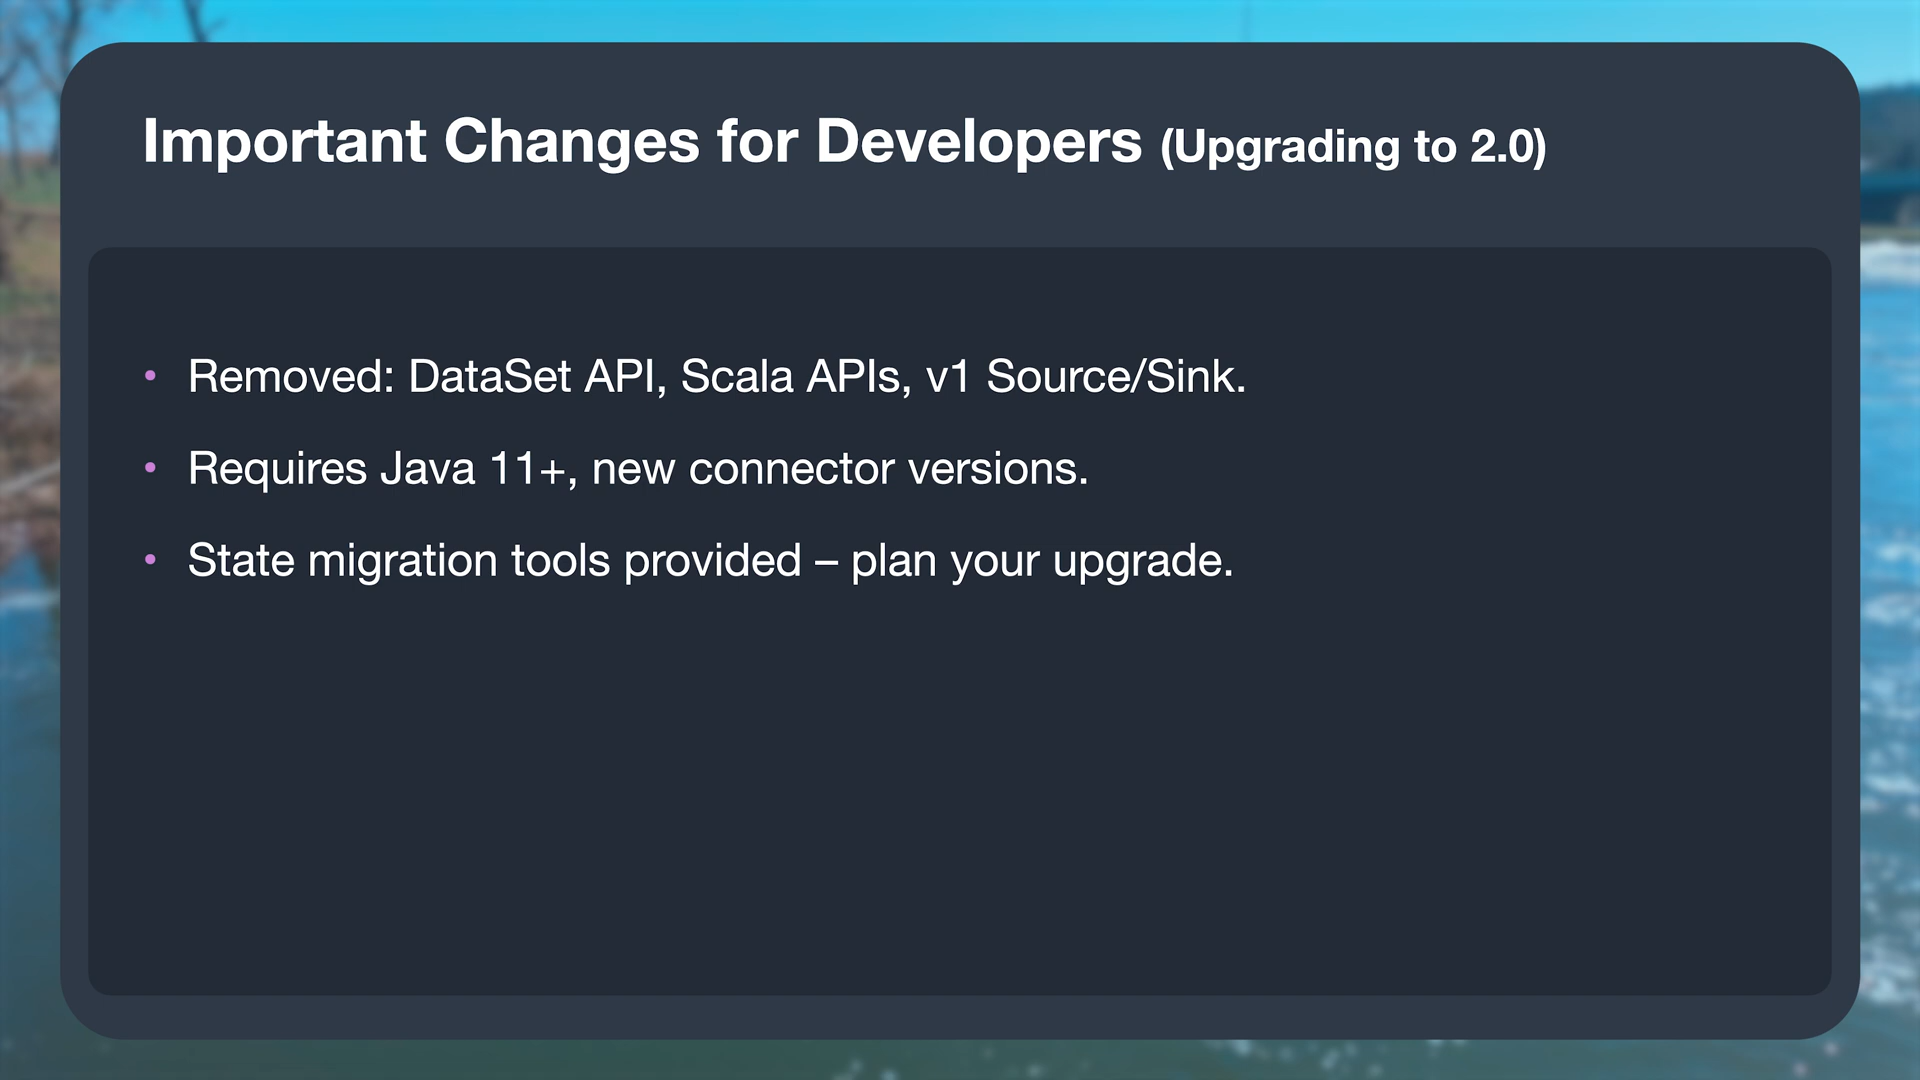 Important Changes for Developers (Upgrading to 2.0)
• Removed: DataSet API, Scala APIs, v1 Source/Sink.
• Requires Java 11+, new connector versions.
• State migration tools provided – plan your upgrade.